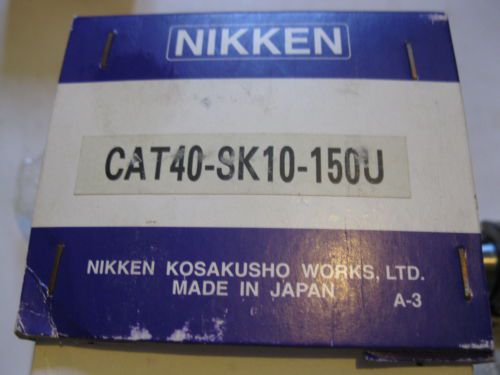 NIKKEN
CAT40-SK10-150U
NIKKEN KOSAKUSHO WORKS, LTD.
MADE IN JAPAN
A-3